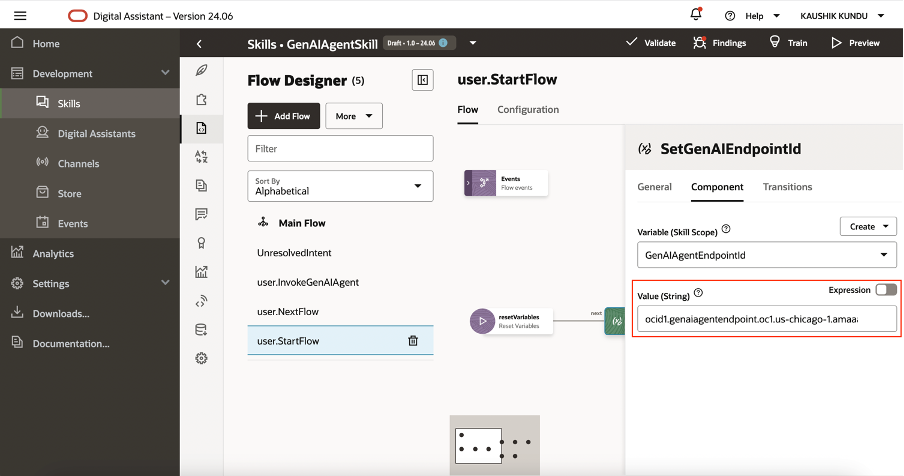 Digital Assistant – Version 24.06
Help
KAUSHIK KUNDU
Home
Development
Skills
Digital Assistants
Channels
Store
Events
Analytics
Settings
Downloads...
Documentation...
Skills • GenAIAgentSkill
Draft - 1.0 - 24.06
Validate
Findings
Train
Preview
Flow Designer (5)
Add Flow
More
Filter
Sort By
Alphabetical
Main Flow
UnresolvedIntent
user.InvokeGenAIAgent
user.NextFlow
user.StartFlow
user.StartFlow
Flow
Configuration
Events
Flow events
resetVariables
Reset Variables
next
SetGenAIEndpointId
General
Component
Transitions
Variable (Skill Scope)
Create
GenAIAgentEndpointId
Value (String)
Expression
ocid1.genaiagentendpoint.oc1.us-chicago-1.amaa